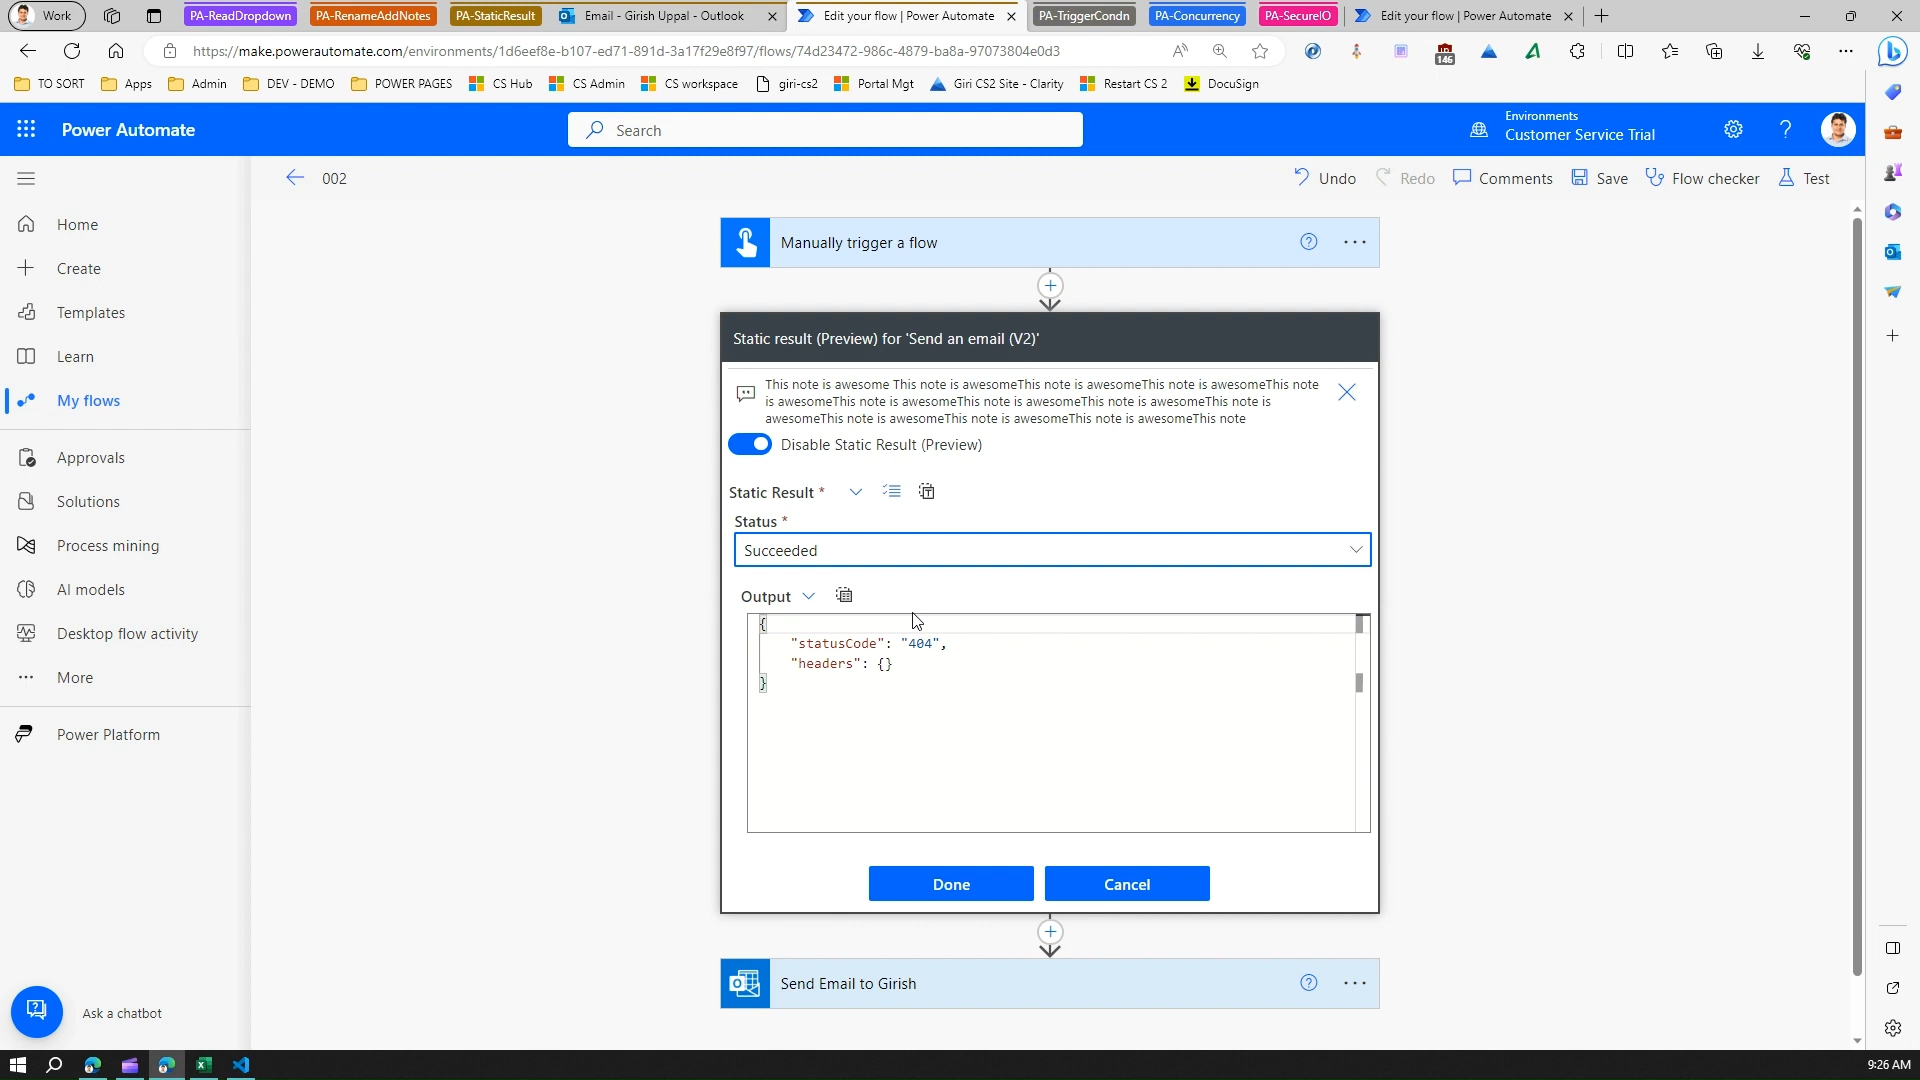 Work
PA-ReadDropdown
PA-RenameAddNotes
PA-StaticResult
Email - Girish Uppal - Outlook
Edit your flow | Power Automate
PA-TriggerCondn
PA-Concurrency
PA-SecureIO
Edit your flow | Power Automate
https://make.powerautomate.com/environments/1d6eef8e-b107-ed71-891d-3a17f29e8f97/flows/74d23472-986c-4879-ba8a-97073804e0d3
146
TO SORT
Apps
Admin
DEV - DEMO
POWER PAGES
CS Hub
CS Admin
CS workspace
giri-cs2
Portal Mgt
Giri CS2 Site - Clarity
Restart CS 2
DocuSign
Power Automate
Search
Environments
Customer Service Trial
002
Undo
Redo
Comments
Save
Flow checker
Test
Home
Create
Templates
Learn
My flows
Approvals
Solutions
Process mining
AI models
Desktop flow activity
More
Power Platform
Ask a chatbot
Manually trigger a flow
Static result (Preview) for 'Send an email (V2)'
This note is awesome This note is awesomeThis note is awesomeThis note is awesomeThis note
is awesomeThis note is awesomeThis note is awesomeThis note is awesomeThis note is
awesomeThis note is awesomeThis note is awesomeThis note is awesomeThis note
Disable Static Result (Preview)
Static Result *
Status *
Succeeded
Output
{
"statusCode": "404",
"headers": {}
}
Done
Cancel
Send Email to Girish
9:26 AM